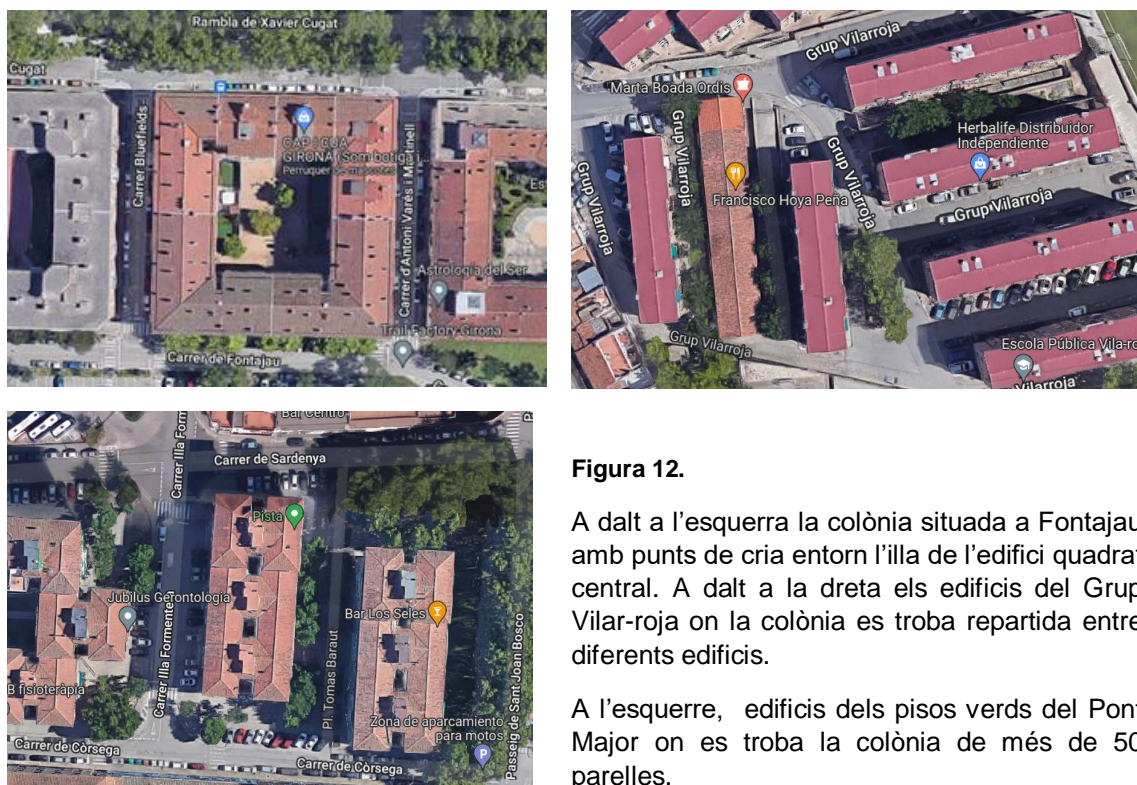 Rambla de Xavier Cugat
Cugat
Carrer Bluefields
GIRONA (Som botiga i...
Perruquer de mascotes
Carrer d'Antoni Varés i Martinell
Es
Astrologia del Ser
Trail Factory Girona
Carrer de Fontajau
Grup Vilarroja
Marta Boada Ordis
Grup Vilarroja
Grup Vilarroja
Grup Vilarroja
Herbalife Distribuidor
Independiente
Francisco Hoya Peña
Grup Vilarroja
Grup Vilarroja
Escola Pública Vila-ro
Vilarroja
Bar Centro
Carrer Illa Form
Carrer de Sardenya
Pista
Jubilus Gerontologia
Carrer Illa Formenter
Bar Los Seles
Pl. Tomas Baraut
Passeig de Sant Joan Bosco
B fisioteràpia
Zona de aparcamiento
para motos
Carrer de Còrsega
Carrer de Còrsega
Figura 12.
A dalt a l’esquerra la colònia situada a Fontajau
amb punts de cria entorn l’illa de l’edifici quadrat
central. A dalt a la dreta els edificis del Grup
Vilar-roja on la colònia es troba repartida entre
diferents edificis.
A l’esquerre, edificis dels pisos verds del Pont
Major on es troba la colònia de més de 50
parelles.